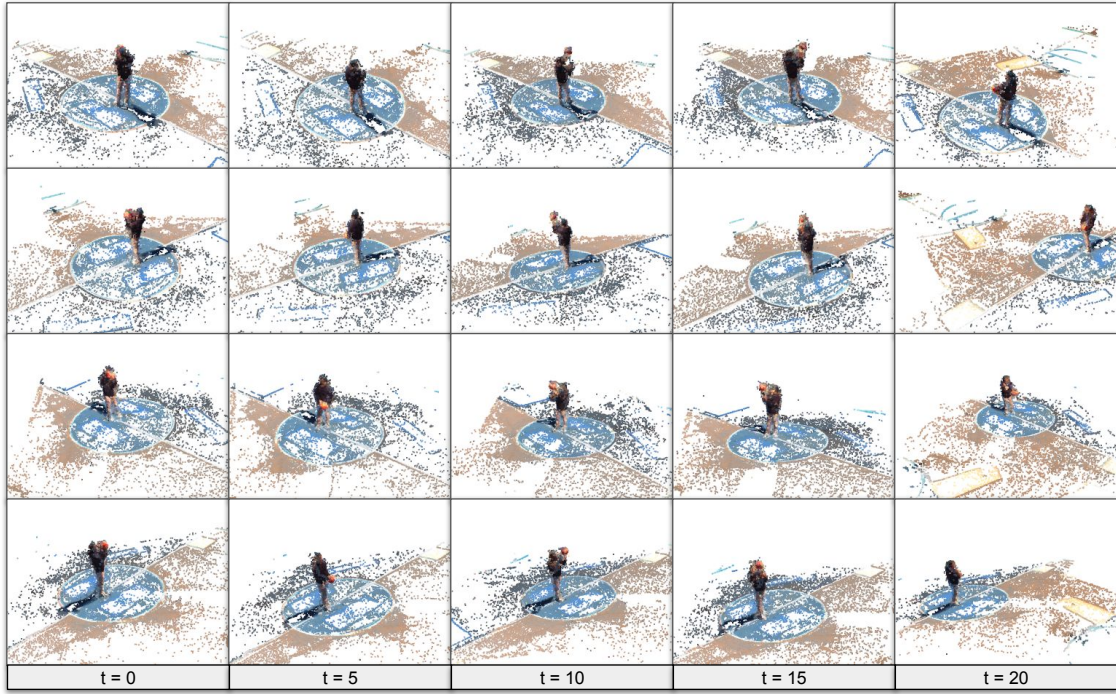 t = 0
t = 5
t = 10
t = 15
t = 20